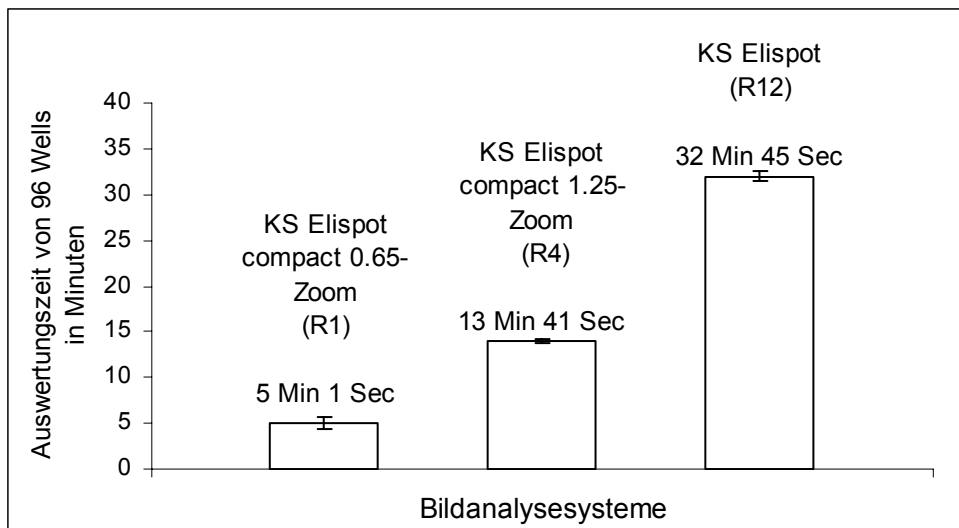 Auswertungszeit von 96 Wells
in Minuten
40
35
30
25
20
15
10
5
0
KS Elispot
compact 0.65-
Zoom
(R1)
5 Min 1 Sec
KS Elispot
compact 1.25-
Zoom
(R4)
13 Min 41 Sec
KS Elispot
(R12)
32 Min 45 Sec
Bildanalysesysteme